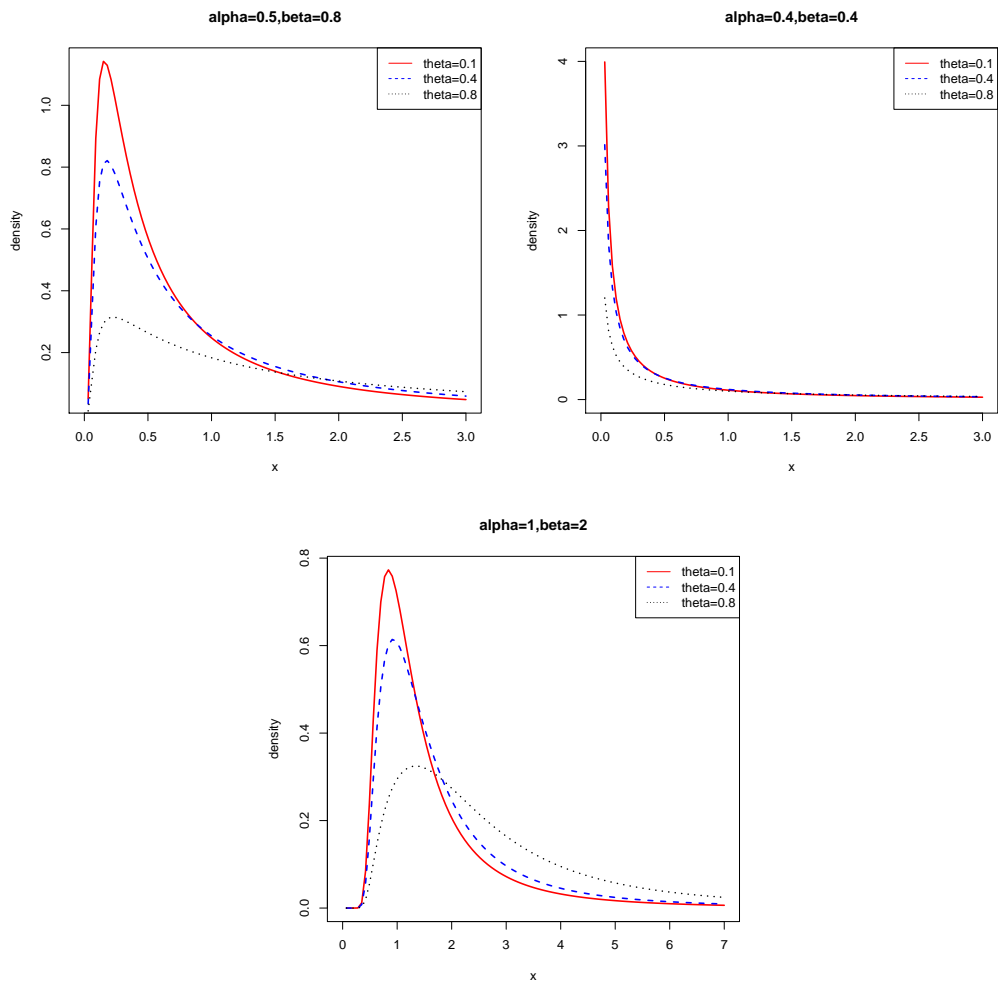 alpha=0.5,beta=0.8
density
0.2 0.4 0.6 0.8 1.0
theta=0.1
theta=0.4
theta=0.8
0.0 0.5 1.0 1.5 2.0 2.5 3.0
x
alpha=0.4,beta=0.4
density
0 1 2 3 4
theta=0.1
theta=0.4
theta=0.8
0.0 0.5 1.0 1.5 2.0 2.5 3.0
x
alpha=1,beta=2
density
0.0 0.2 0.4 0.6 0.8
theta=0.1
theta=0.4
theta=0.8
0 1 2 3 4 5 6 7
x